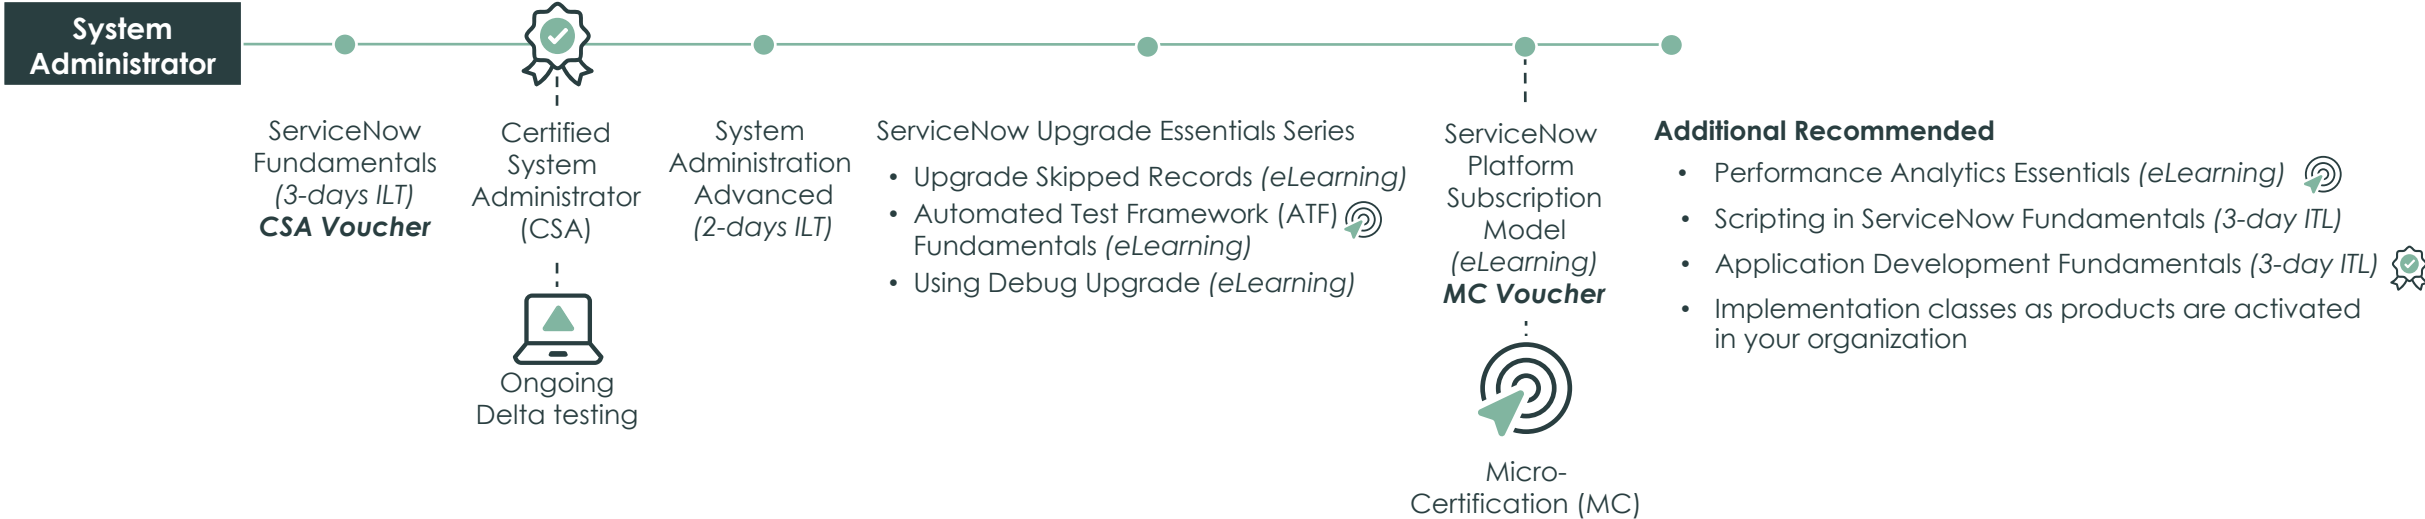 System
Administrator
ServiceNow
Fundamentals
(3-days ILT)
CSA Voucher
Certified
System
Administrator
(CSA)
Ongoing
Delta testing
System
Administration
Advanced
(2-days ILT)
ServiceNow Upgrade Essentials Series
• Upgrade Skipped Records (eLearning)
• Automated Test Framework (ATF)
Fundamentals (eLearning)
• Using Debug Upgrade (eLearning)
ServiceNow
Platform
Subscription
Model
(eLearning)
MC Voucher
Micro-
Certification (MC)
Additional Recommended
• Performance Analytics Essentials (eLearning)
• Scripting in ServiceNow Fundamentals (3-day ITL)
• Application Development Fundamentals (3-day ITL)
• Implementation classes as products are activated
in your organization